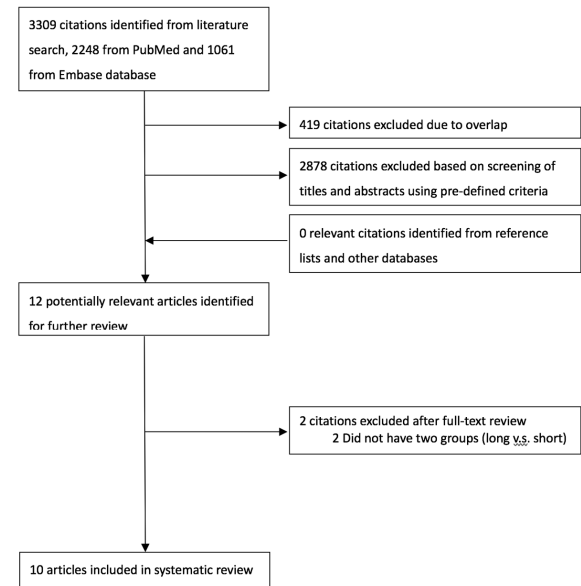 3309 citations identified from literature
search, 2248 from PubMed and 1061
from Embase database
419 citations excluded due to overlap
2878 citations excluded based on screening of
titles and abstracts using pre-defined criteria
0 relevant citations identified from reference
lists and other databases
12 potentially relevant articles identified
for further review
2 citations excluded after full-text review
2 Did not have two groups (long v.s. short)
10 articles included in systematic review